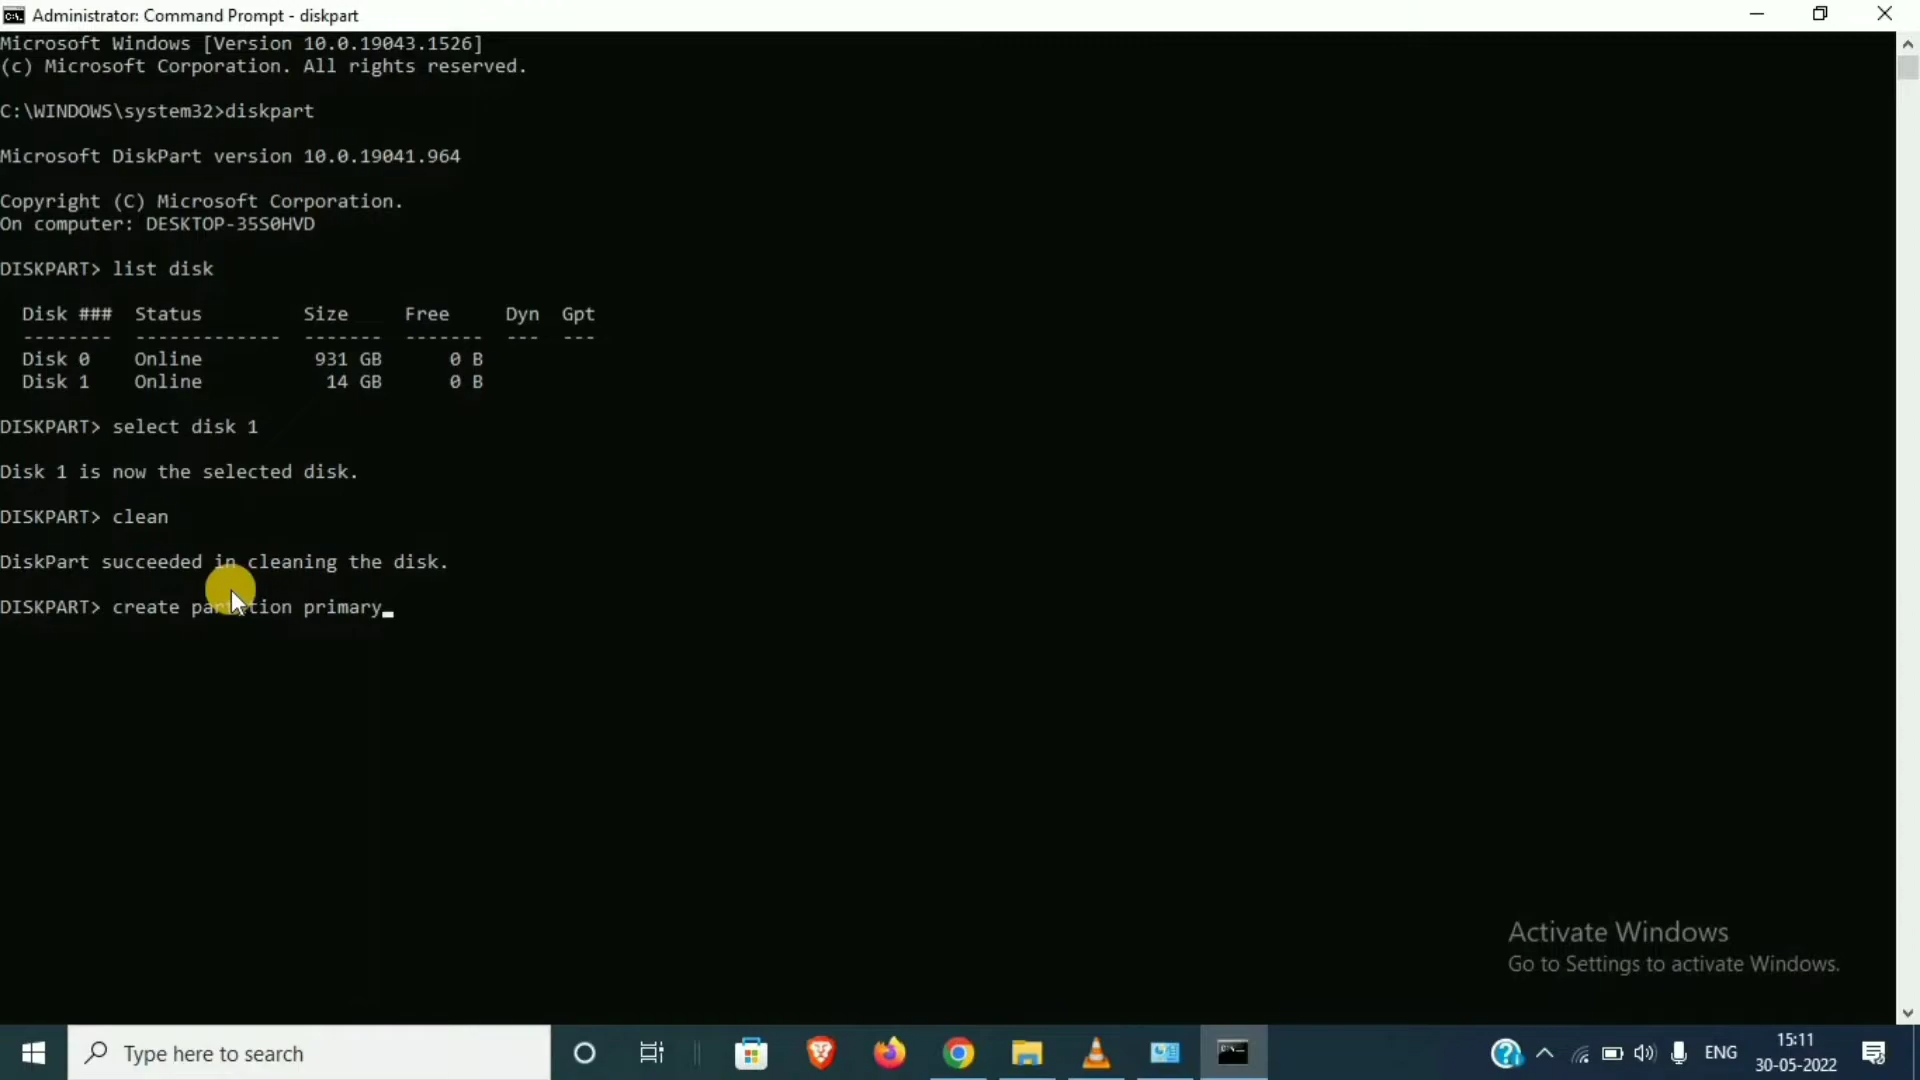 Administrator: Command Prompt - diskpart
Microsoft Windows [Version 10.0.19043.1526]
(c) Microsoft Corporation. All rights reserved.
C:\WINDOWS\system32>diskpart
Microsoft DiskPart version 10.0.19041.964
Copyright (C) Microsoft Corporation.
On computer: DESKTOP-35S0HVD
DISKPART> list disk
Disk ### Status Size Free Dyn Gpt
-------- ------------- ------- ------- --- ---
Disk 0 Online 931 GB 0 B
Disk 1 Online 14 GB 0 B
DISKPART> select disk 1
Disk 1 is now the selected disk.
DISKPART> clean
DiskPart succeeded in cleaning the disk.
DISKPART> create partition primary
Activate Windows
Go to Settings to activate Windows.
Type here to search
ENG
15:11
30-05-2022